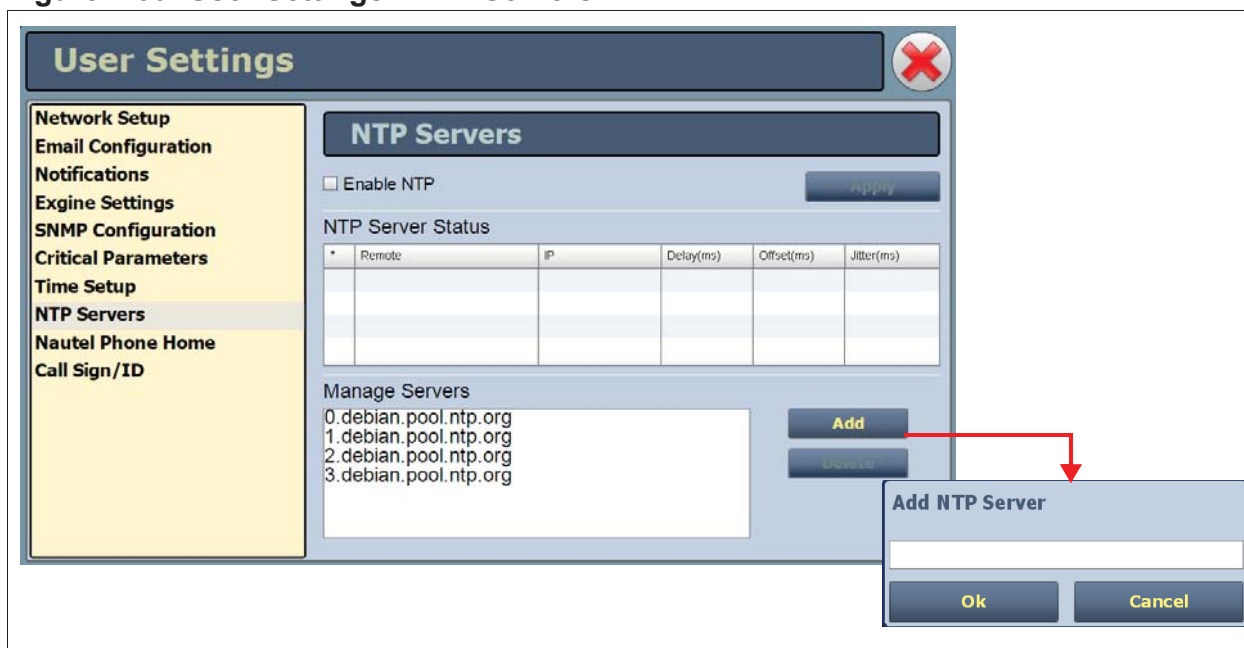 User Settings
Network Setup
Email Configuration
Notifications
Exgine Settings
SNMP Configuration
Critical Parameters
Time Setup
NTP Servers
Nautel Phone Home
Call Sign/ID
NTP Servers
Enable NTP
Apply
NTP Server Status
* Remote IP Delay(ms) Offset(ms) Jitter(ms)
Manage Servers
0.debian.pool.ntp.org
1.debian.pool.ntp.org
2.debian.pool.ntp.org
3.debian.pool.ntp.org
Add
Delete
Add NTP Server
Ok Cancel